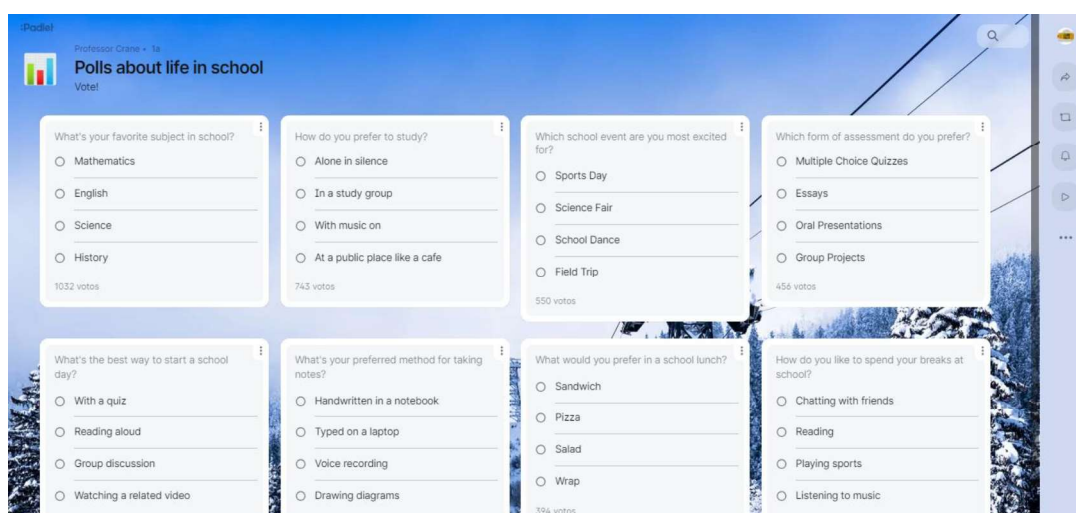 :Padlet
Professor Crane • 1a
Polls about life in school
Vote!
What's your favorite subject in school?
Mathematics
English
Science
History
1032 votos
How do you prefer to study?
Alone in silence
In a study group
With music on
At a public place like a cafe
743 votos
Which school event are you most excited
for?
Sports Day
Science Fair
School Dance
Field Trip
550 votos
Which form of assessment do you prefer?
Multiple Choice Quizzes
Essays
Oral Presentations
Group Projects
456 votos
What's the best way to start a school
day?
With a quiz
Reading aloud
Group discussion
Watching a related video
What's your preferred method for taking
notes?
Handwritten in a notebook
Typed on a laptop
Voice recording
Drawing diagrams
What would you prefer in a school lunch?
Sandwich
Pizza
Salad
Wrap
394 votos
How do you like to spend your breaks at
school?
Chatting with friends
Reading
Playing sports
Listening to music